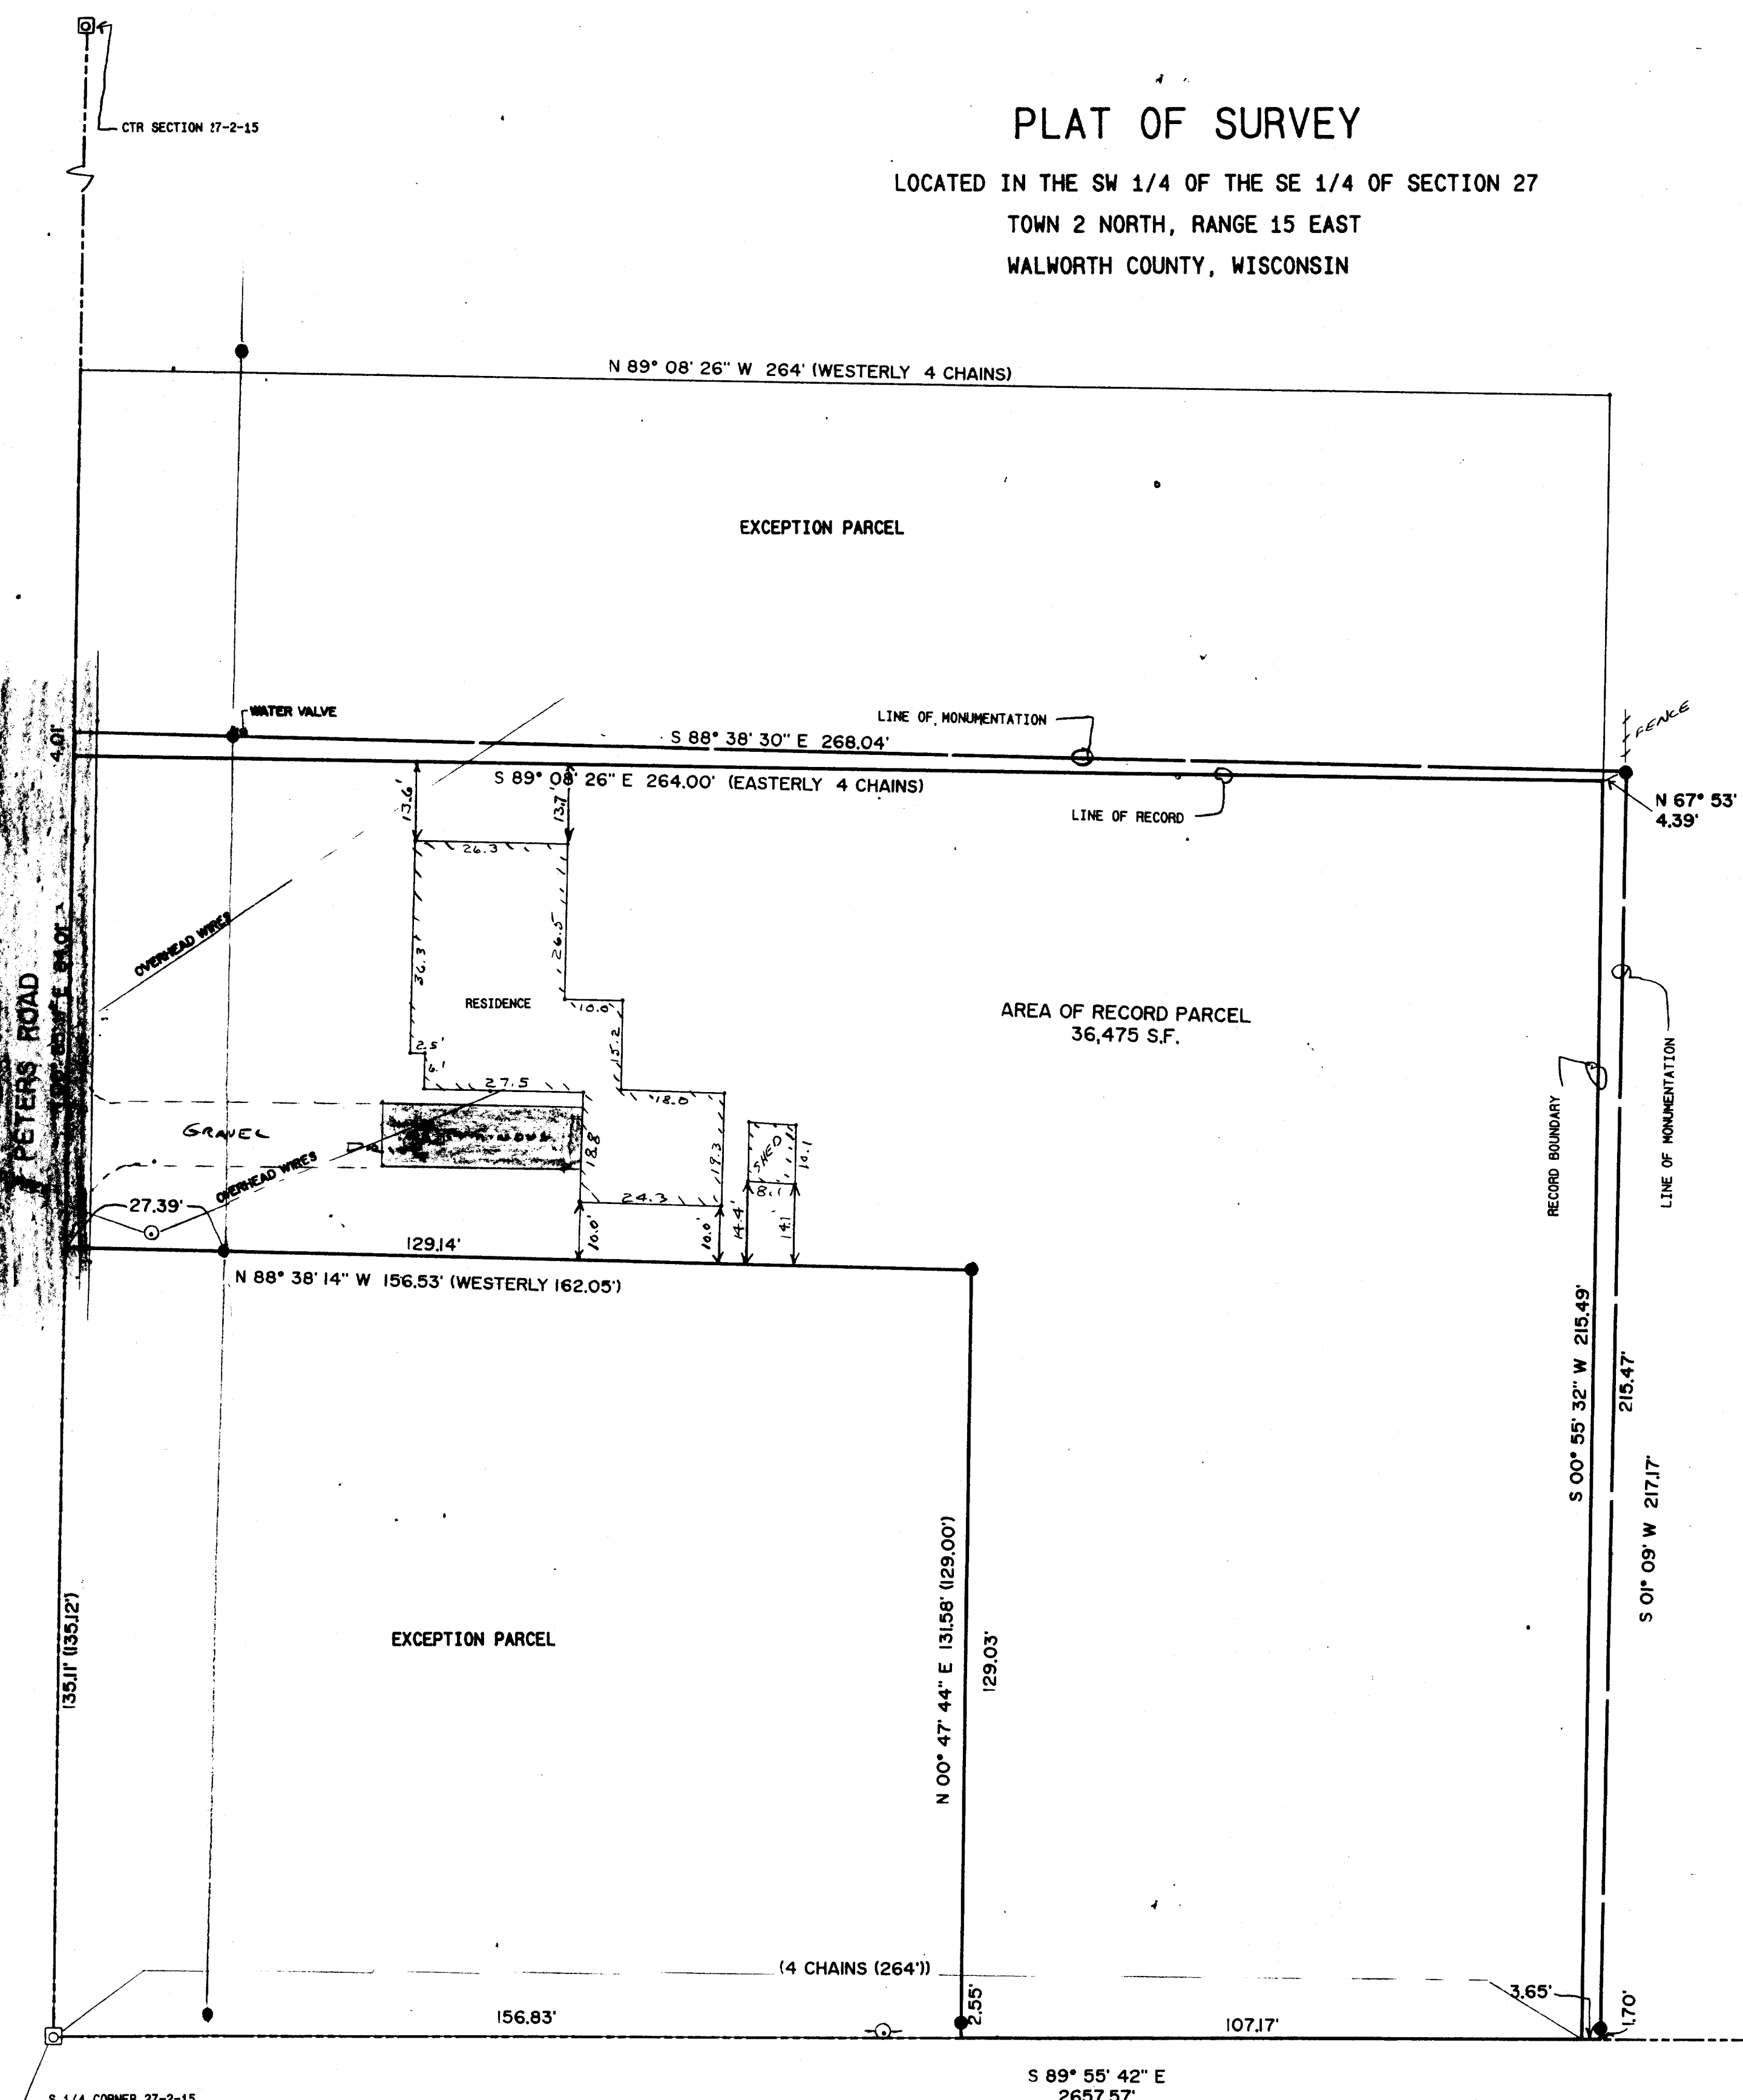 PLAT OF SURVEY
LOCATED IN THE SW 1/4 OF THE SE 1/4 OF SECTION 27
TOWN 2 NORTH, RANGE 15 EAST
WALWORTH COUNTY, WISCONSIN
CTR SECTION 27-2-15
N 89° 08' 26" W 264' (WESTERLY 4 CHAINS)
EXCEPTION PARCEL
WATER VALVE
LINE OF MONUMENTATION
FENCE
4.01'
S 88° 38' 30" E 268.04'
S 89° 08' 26" E 264.00' (EASTERLY 4 CHAINS)
LINE OF RECORD
N 67° 53'
4.39'
13.6'
13.7'
26.3
OVERHEAD WIRES
36.3
26.5
RESIDENCE
10.0
15.2
2.5'
6.1
27.5
18.0
AREA OF RECORD PARCEL
36,475 S.F.
PETERS ROAD
E 84.01'
GRAVEL
18.8
19.3
SHED
10.1
8.1
OVERHEAD WIRES
24.3
27.39'
10.0'
10.0'
14.4'
14.1
129.14'
N 88° 38' 14" W 156.53' (WESTERLY 162.05')
RECORD BOUNDARY
LINE OF MONUMENTATION
S 00° 55' 32" W 215.49'
215.47'
S 01° 09' W 217.17'
135.11' (135.12')
EXCEPTION PARCEL
N 00° 47' 44" E 131.58' (129.00')
129.03'
(4 CHAINS (264'))
3.65'
1.70'
2.55'
156.83'
107.17'
S 89° 55' 42" E
2657.57'
S 1/4 CORNER 27-2-15